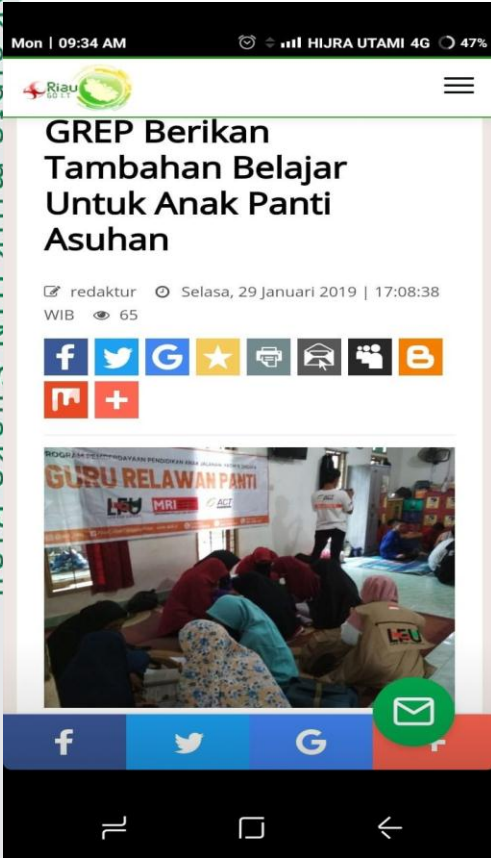 Mon | 09:34 AM
HIJRA UTAMI 4G 47%
Riau
GREP Berikan
Tambahan Belajar
Untuk Anak Panti
Asuhan
redaktur Selasa, 29 Januari 2019 | 17:08:38
WIB 65
GURU RELAWAN PANTI
LEU MRI ACT
LEU